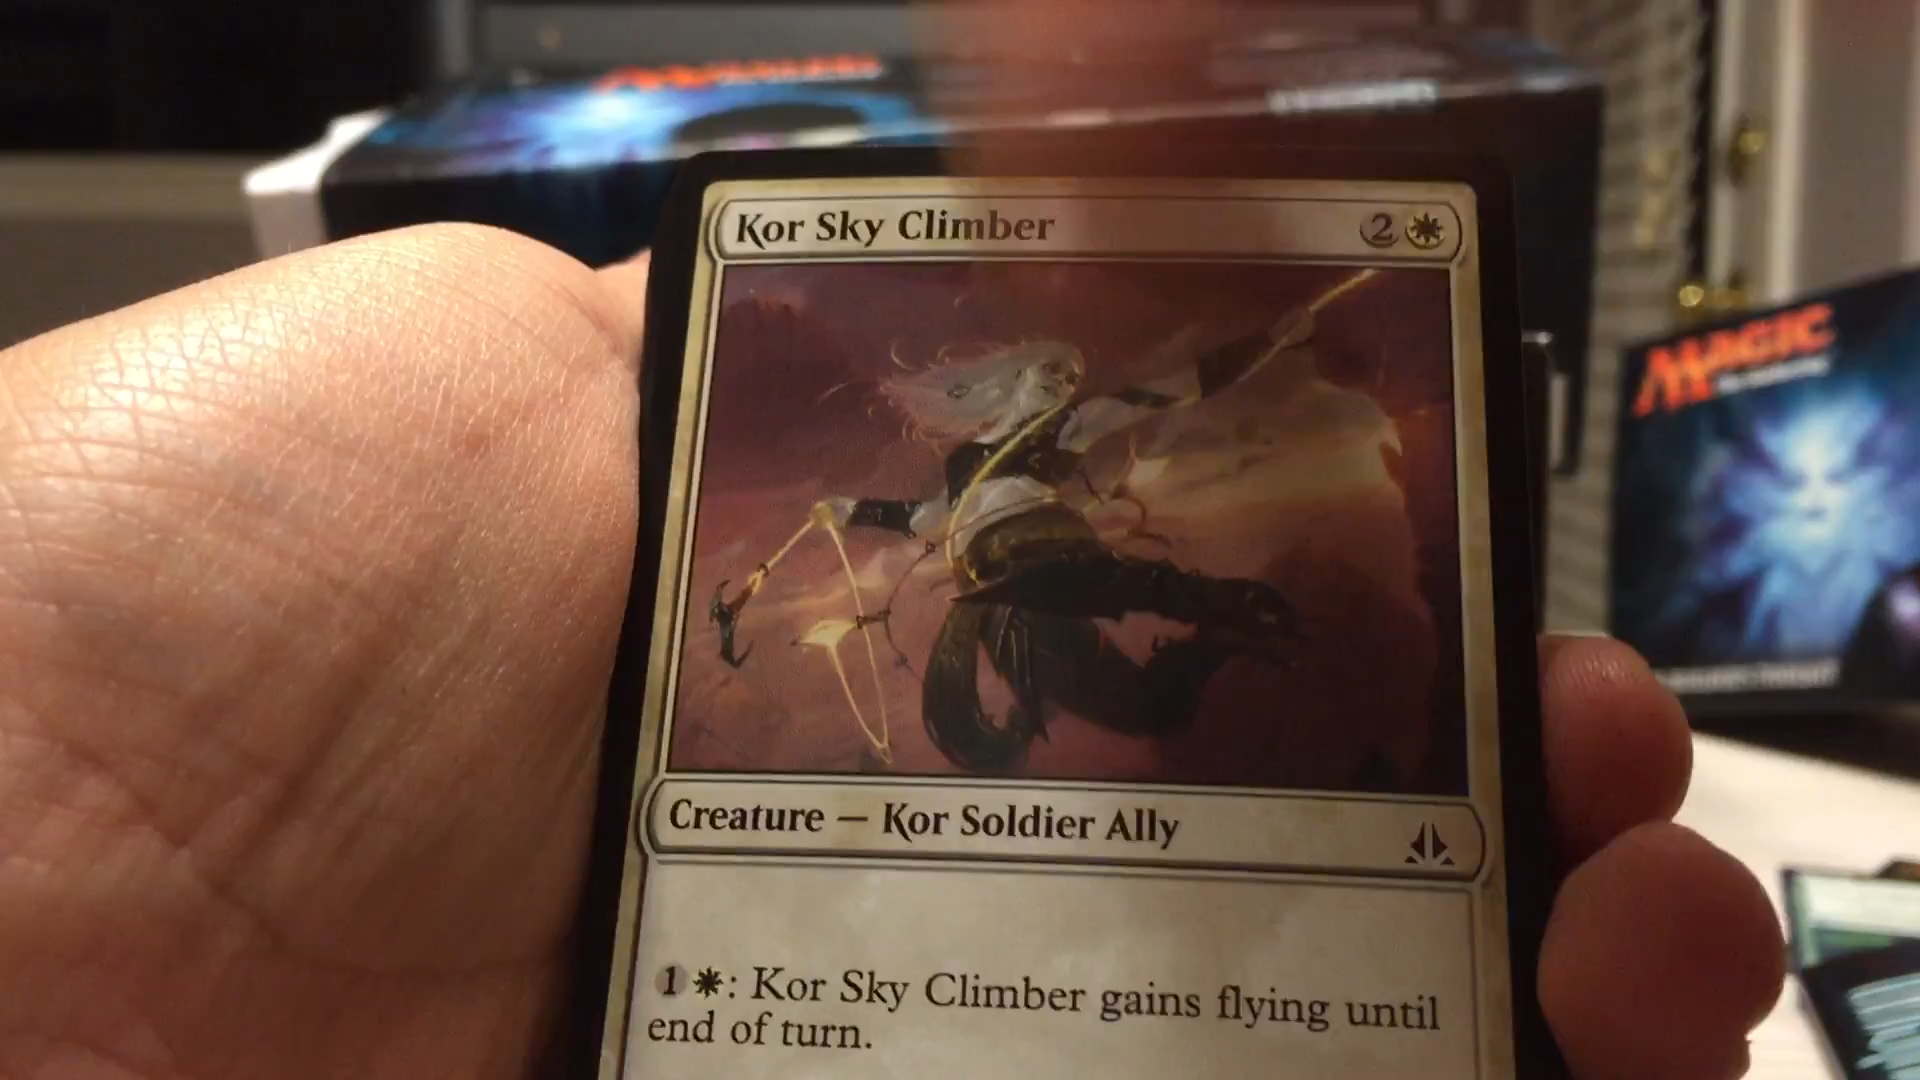 Kor Sky Climber 2
Creature — Kor Soldier Ally
1 : Kor Sky Climber gains flying until
end of turn.
MAGIC